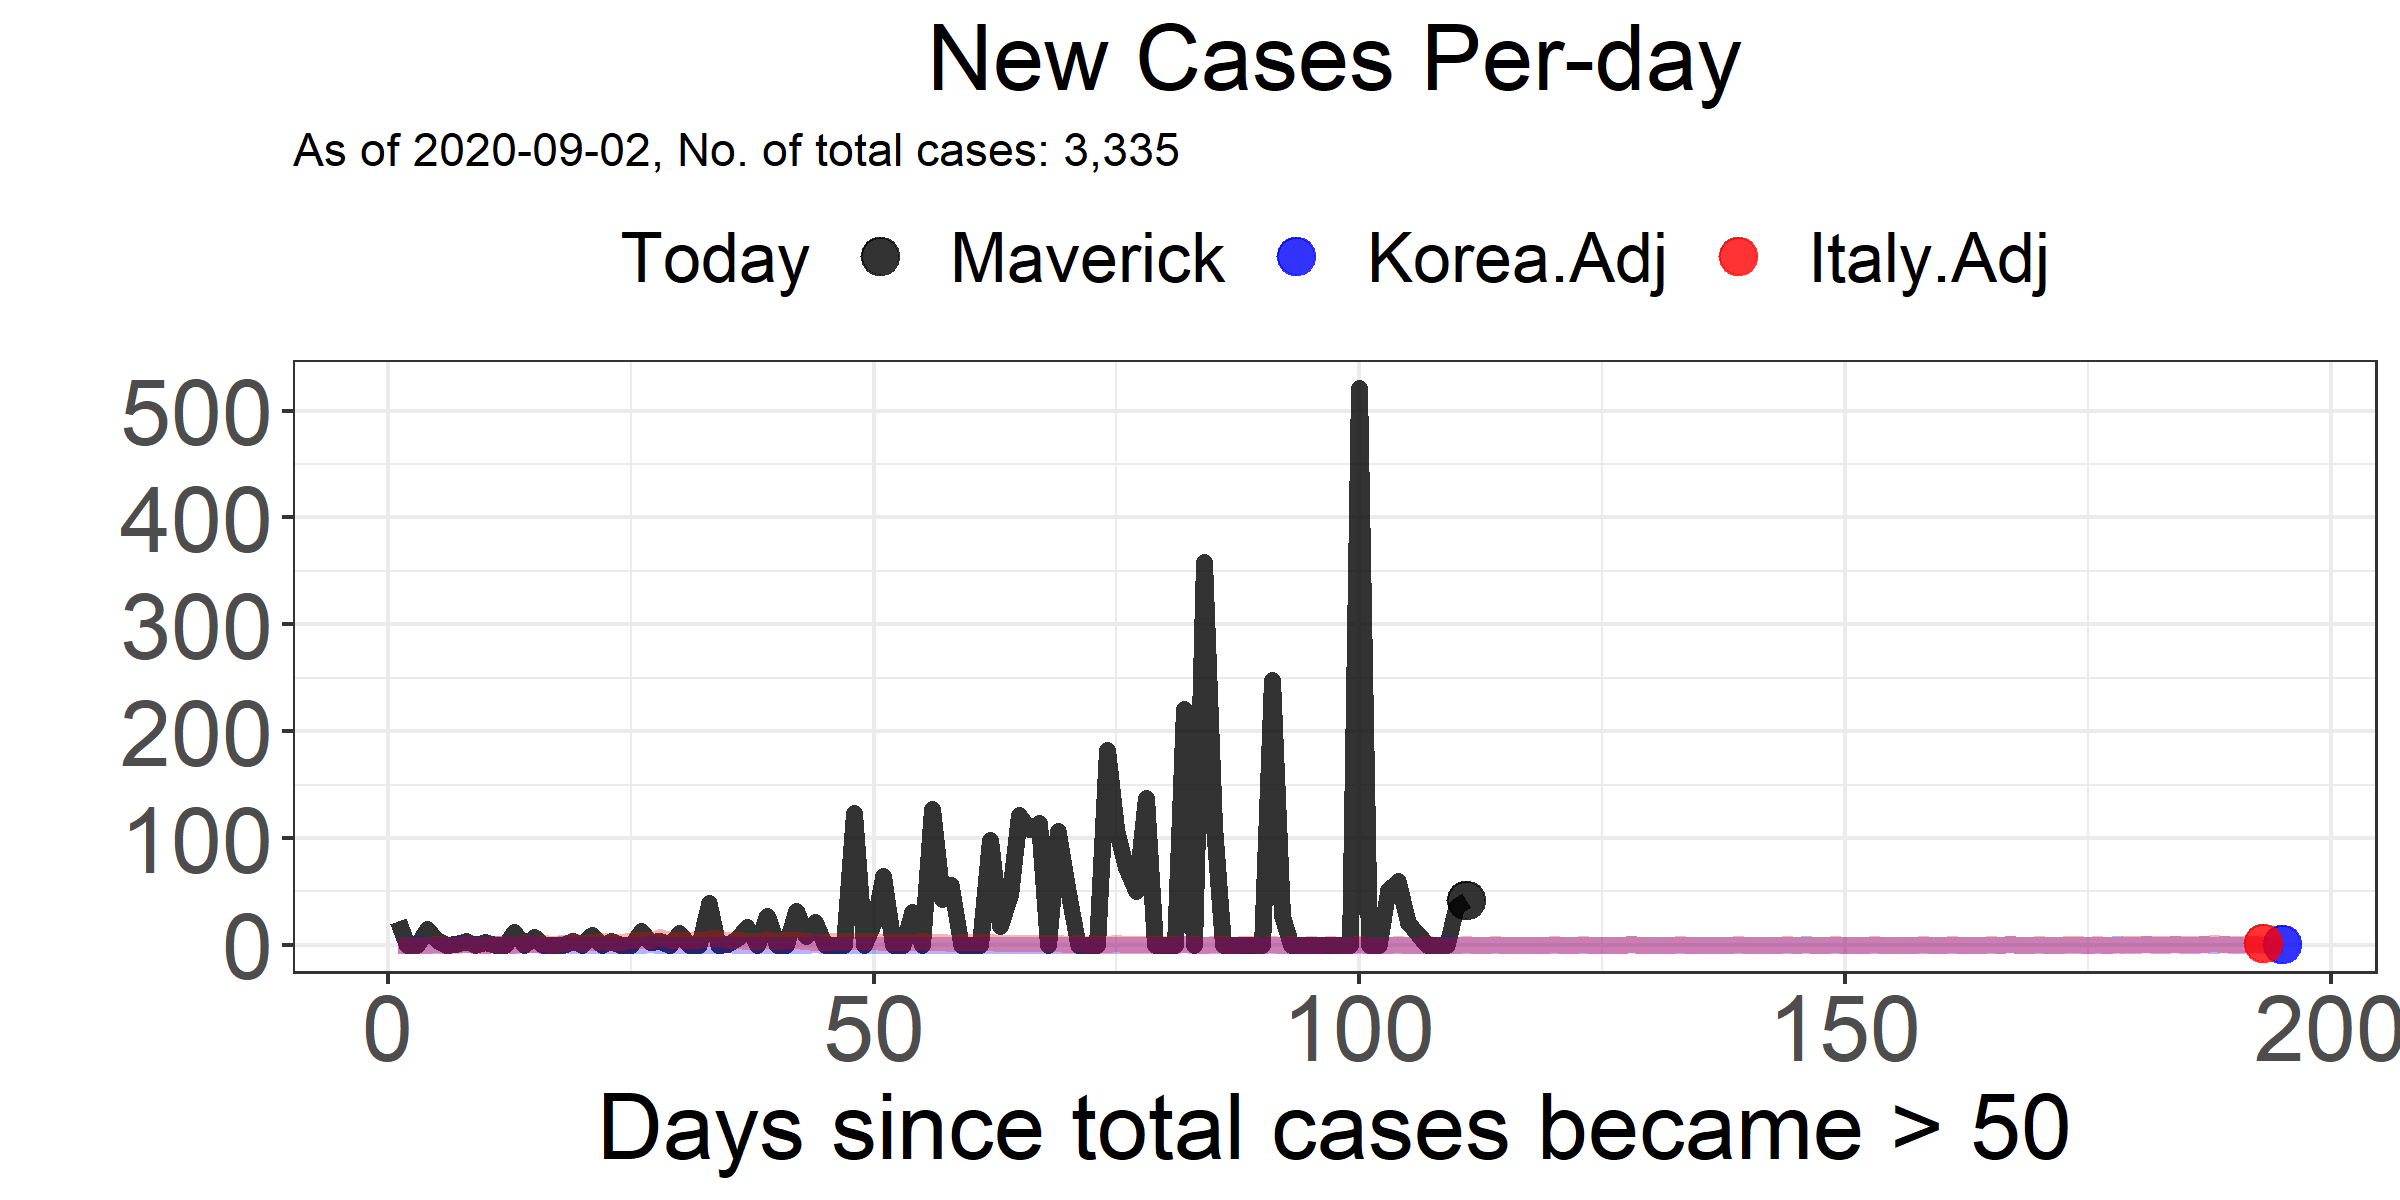 New Cases Per-day
As of 2020-09-02, No. of total cases: 3,335
Today Maverick Korea.Adj Italy.Adj
500
400
300
200
100
0
0 50 100 150 200
Days since total cases became > 50